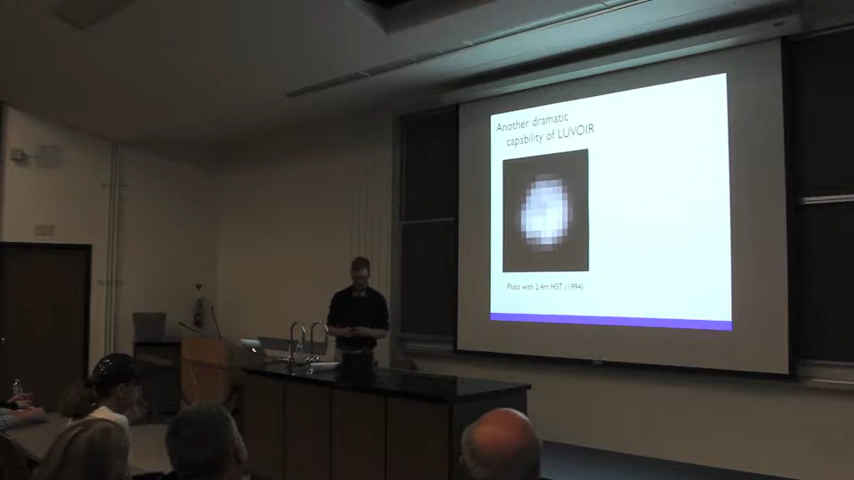 Another dramatic
capability of LUVOIR
Pluto with 2.4m HST (1994)